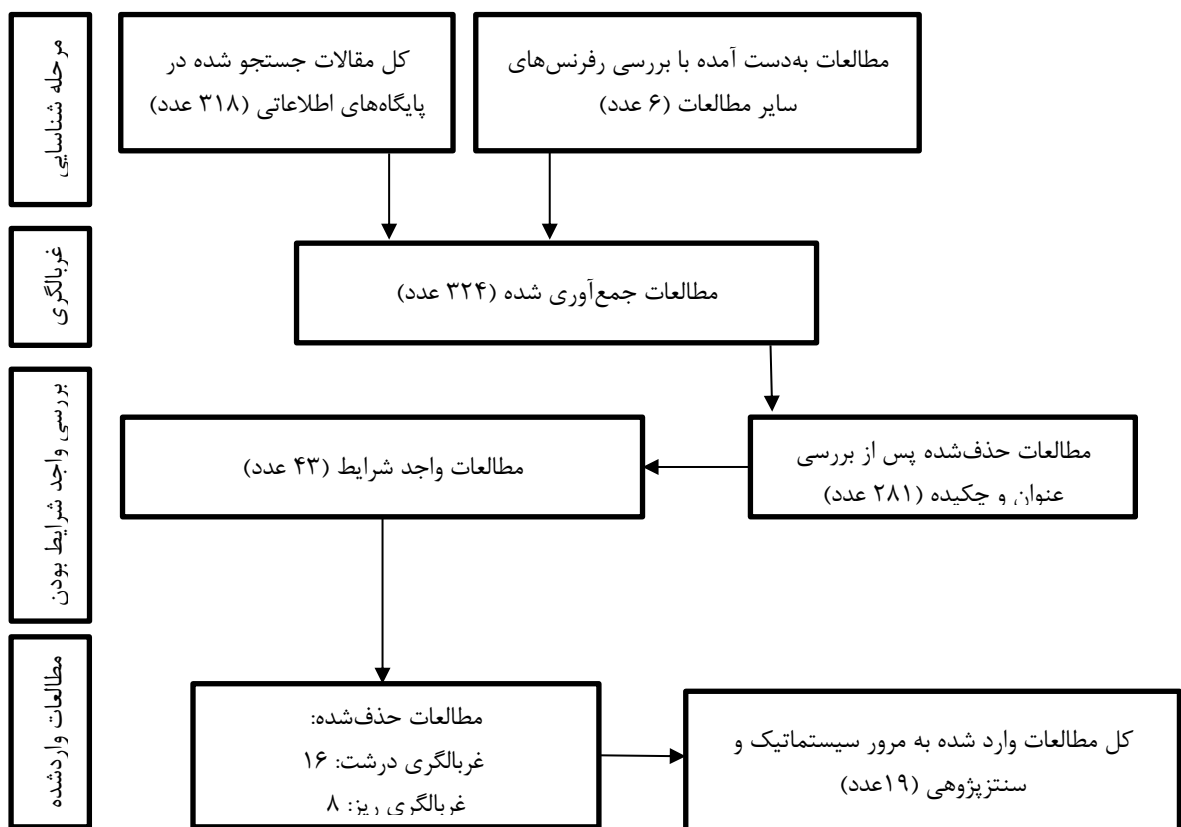 مرحله شناسایی
مطالعات به‌دست آمده با بررسی رفرنس‌های
سایر مطالعات (۶ عدد)
کل مقالات جستجو شده در
پایگاه‌های اطلاعاتی (۳۱۸ عدد)
غربالگری
مطالعات جمع‌آوری شده (۳۲۴ عدد)
بررسی واجد شرایط بودن
مطالعات حذف‌شده پس از بررسی
عنوان و چکیده (۲۸۱ عدد)
مطالعات واجد شرایط (۴۳ عدد)
مطالعات واردشده
مطالعات حذف‌شده:
غربالگری درشت: ۱۶
غربالگری ریز: ۸
کل مطالعات وارد شده به مرور سیستماتیک و
سنتزپژوهی (۱۹عدد)